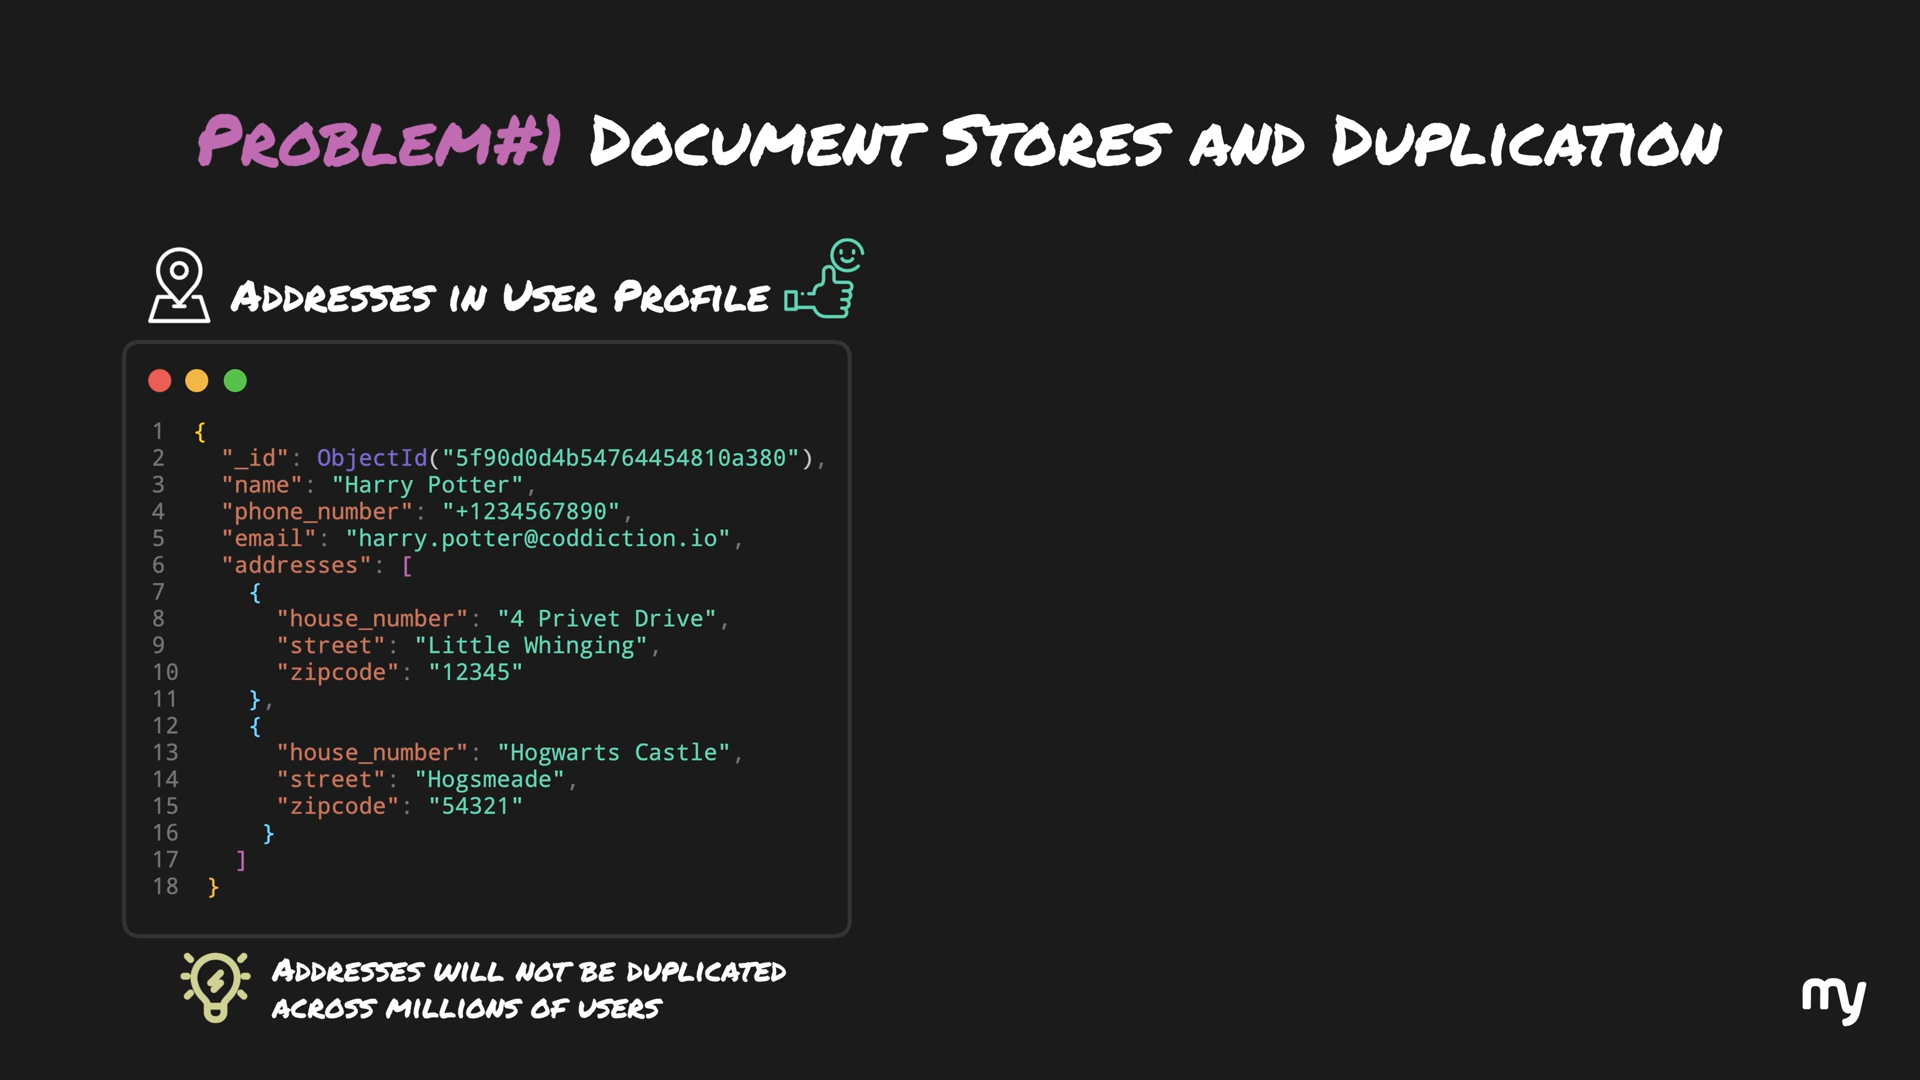 Problem#1 Document Stores and Duplication
Addresses in User Profile
1 {
2 "_id": ObjectId("5f90d0d4b54764454810a380"),
3 "name": "Harry Potter",
4 "phone_number": "+1234567890",
5 "email": "harry.potter@coddiction.io",
6 "addresses": [
7 {
8 "house_number": "4 Privet Drive",
9 "street": "Little Whinging",
10 "zipcode": "12345"
11 },
12 {
13 "house_number": "Hogwarts Castle",
14 "street": "Hogsmeade",
15 "zipcode": "54321"
16 }
17 ]
18 }
Addresses will not be duplicated
across millions of users
my